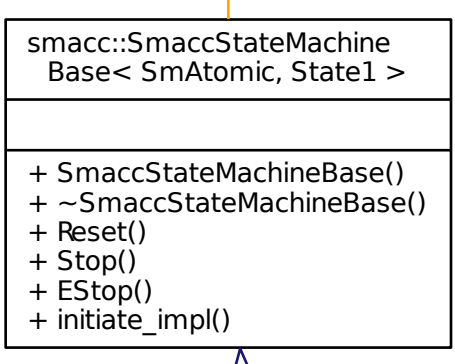 smacc::SmaccStateMachine
Base< SmAtomic, State1 >
+ SmaccStateMachineBase()
+ ~SmaccStateMachineBase()
+ Reset()
+ Stop()
+ EStop()
+ initiate_impl()